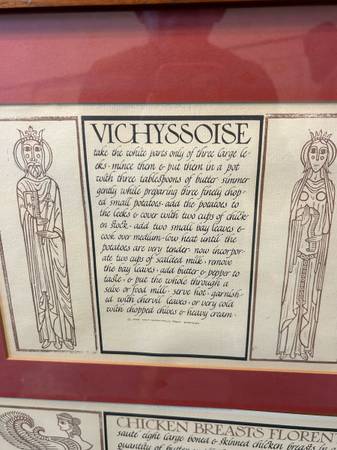 VICHYSSOISE
take the white parts only of three large le-
eks · mince them & put them in a pot
with three tablespoons of butter simmer
gently while preparing three finely chop-
ed small potatoes · add the potatoes to
the leeks & cover with two cups of chick-
en stock · add two small bay leaves &
cook over medium-low heat until the
potatoes are very tender · now incorpor-
ate two cups of scalded milk · remove
the bay leaves · add butter & pepper to
taste · & put the whole through a
seive or food mill · serve hot · garnish-
ed with chervil leaves · or very cold
with chopped chives & heavy cream ·
CHICKEN BREASTS FLOREN
saute eight large boned & skinned chicken breasts in a
quantity of butter